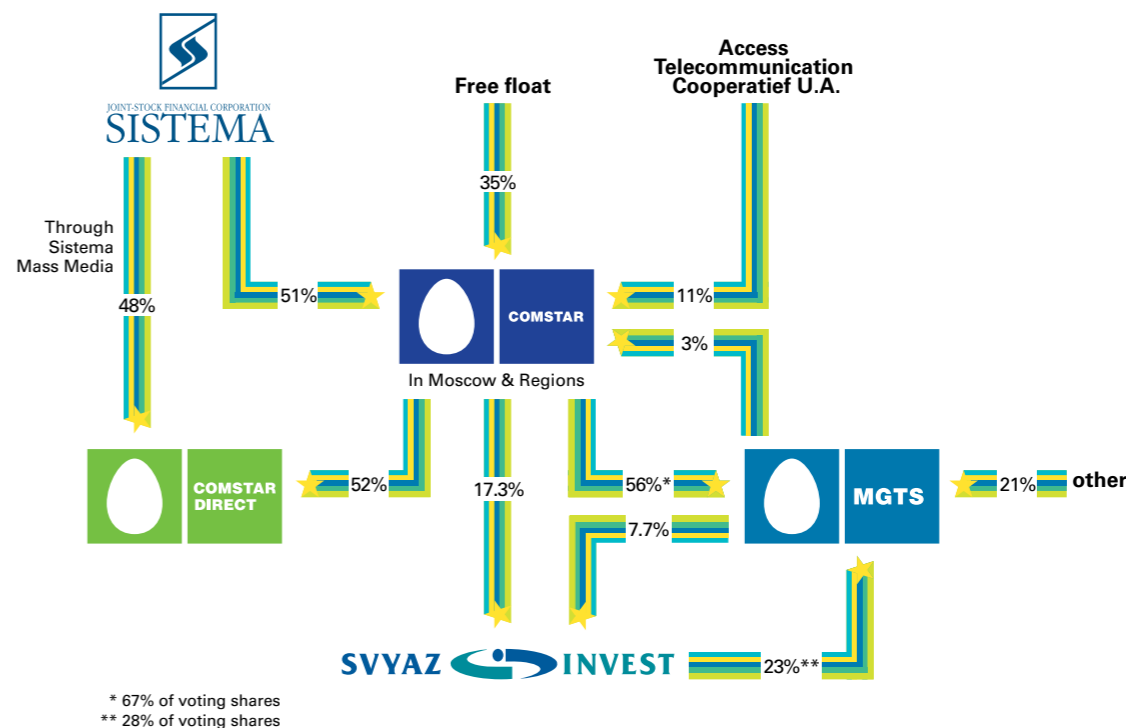 JOINT-STOCK FINANCIAL CORPORATION
SISTEMA
Free float
Access
Telecommunication
Cooperatief U.A.
35%
Through
Sistema
Mass Media
48%
51%
COMSTAR
11%
3%
In Moscow & Regions
COMSTAR
DIRECT
52%
17.3%
56%*
7.7%
MGTS
21%
other
SVYAZ INVEST
23%**
* 67% of voting shares
** 28% of voting shares